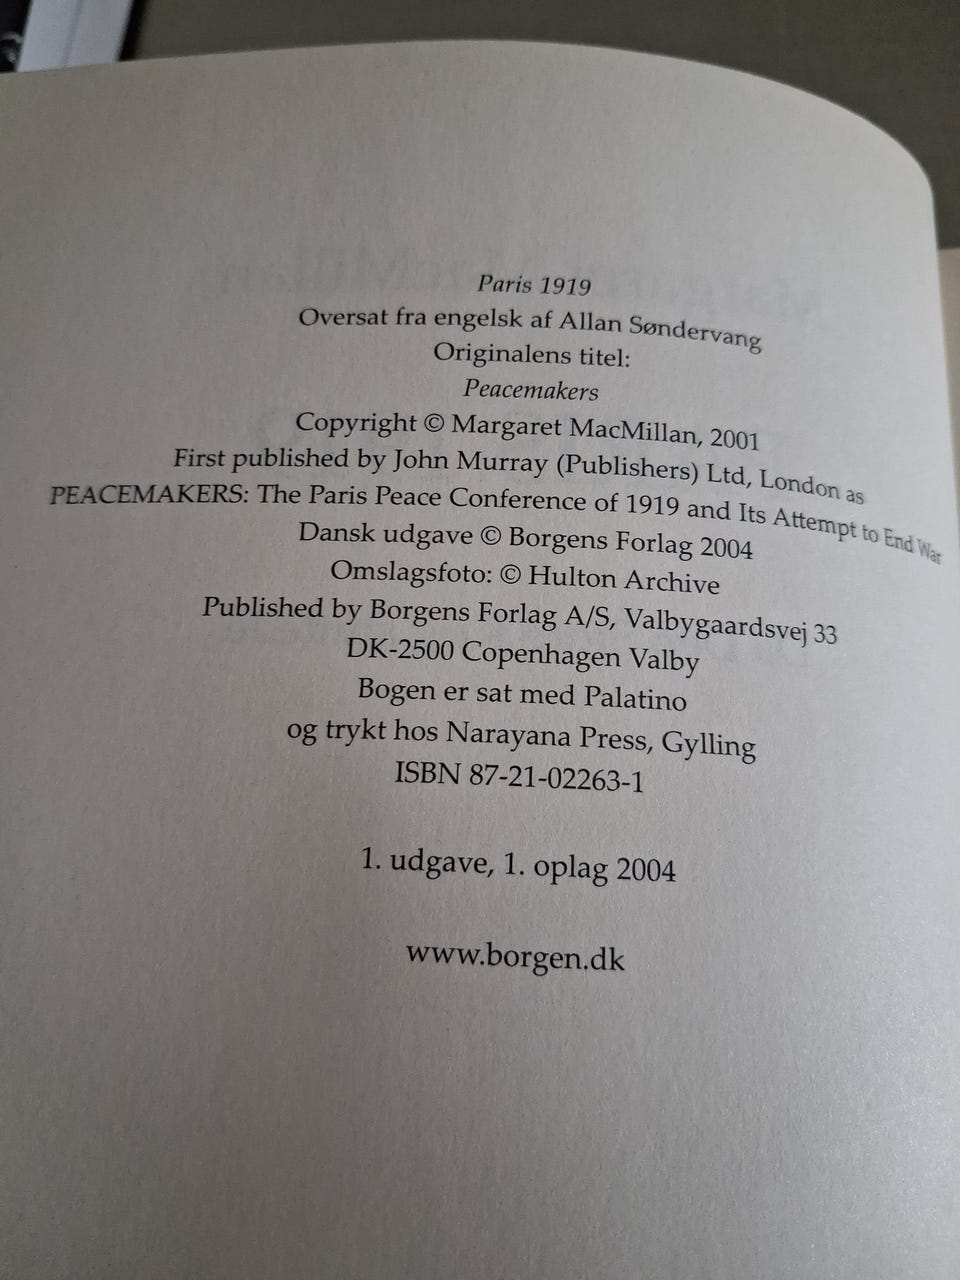 Paris 1919
Oversat fra engelsk af Allan Søndervang
Originalens titel:
Peacemakers
Copyright © Margaret MacMillan, 2001
First published by John Murray (Publishers) Ltd, London as
PEACEMAKERS: The Paris Peace Conference of 1919 and Its Attempt to End War
Dansk udgave © Borgens Forlag 2004
Omslagsfoto: © Hulton Archive
Published by Borgens Forlag A/S, Valbygaardsvej 33
DK-2500 Copenhagen Valby
Bogen er sat med Palatino
og trykt hos Narayana Press, Gylling
ISBN 87-21-02263-1
1. udgave, 1. oplag 2004
www.borgen.dk